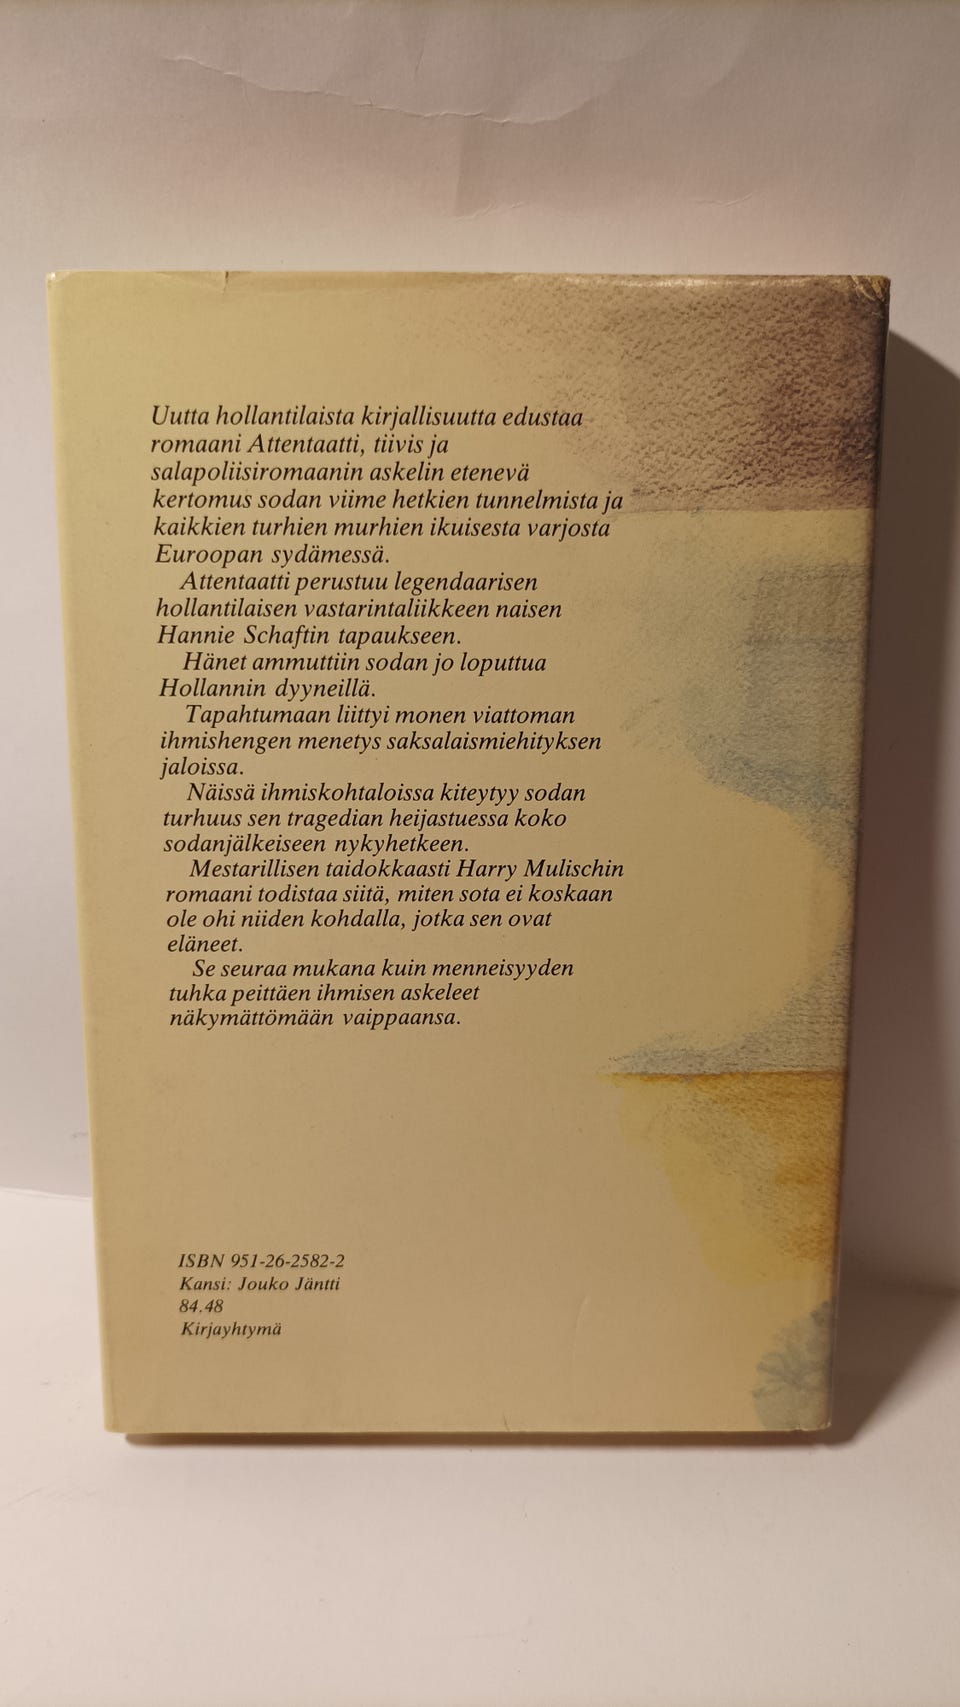 Uutta hollantilaista kirjallisuutta edustaa
romaani Attentaatti, tiivis ja
salapoliisiromaanin askelin etenevä
kertomus sodan viime hetkien tunnelmista ja
kaikkien turhien murhien ikuisesta varjosta
Euroopan sydämessä.
Attentaatti perustuu legendaarisen
hollantilaisen vastarintaliikkeen naisen
Hannie Schaftin tapaukseen.
Hänet ammuttiin sodan jo loputtua
Hollannin dyyneillä.
Tapahtumaan liittyi monen viattoman
ihmishengen menetys saksalaismiehityksen
jaloissa.
Näissä ihmiskohtaloissa kiteytyy sodan
turhuus sen tragedian heijastuessa koko
sodanjälkeiseen nykyhetkeen.
Mestarillisen taidokkaasti Harry Mulischin
romaani todistaa siitä, miten sota ei koskaan
ole ohi niiden kohdalla, jotka sen ovat
eläneet.
Se seuraa mukana kuin menneisyyden
tuhka peittäen ihmisen askeleet
näkymättömään vaippaansa.
ISBN 951-26-2582-2
Kansi: Jouko Jäntti
84.48
Kirjayhtymä